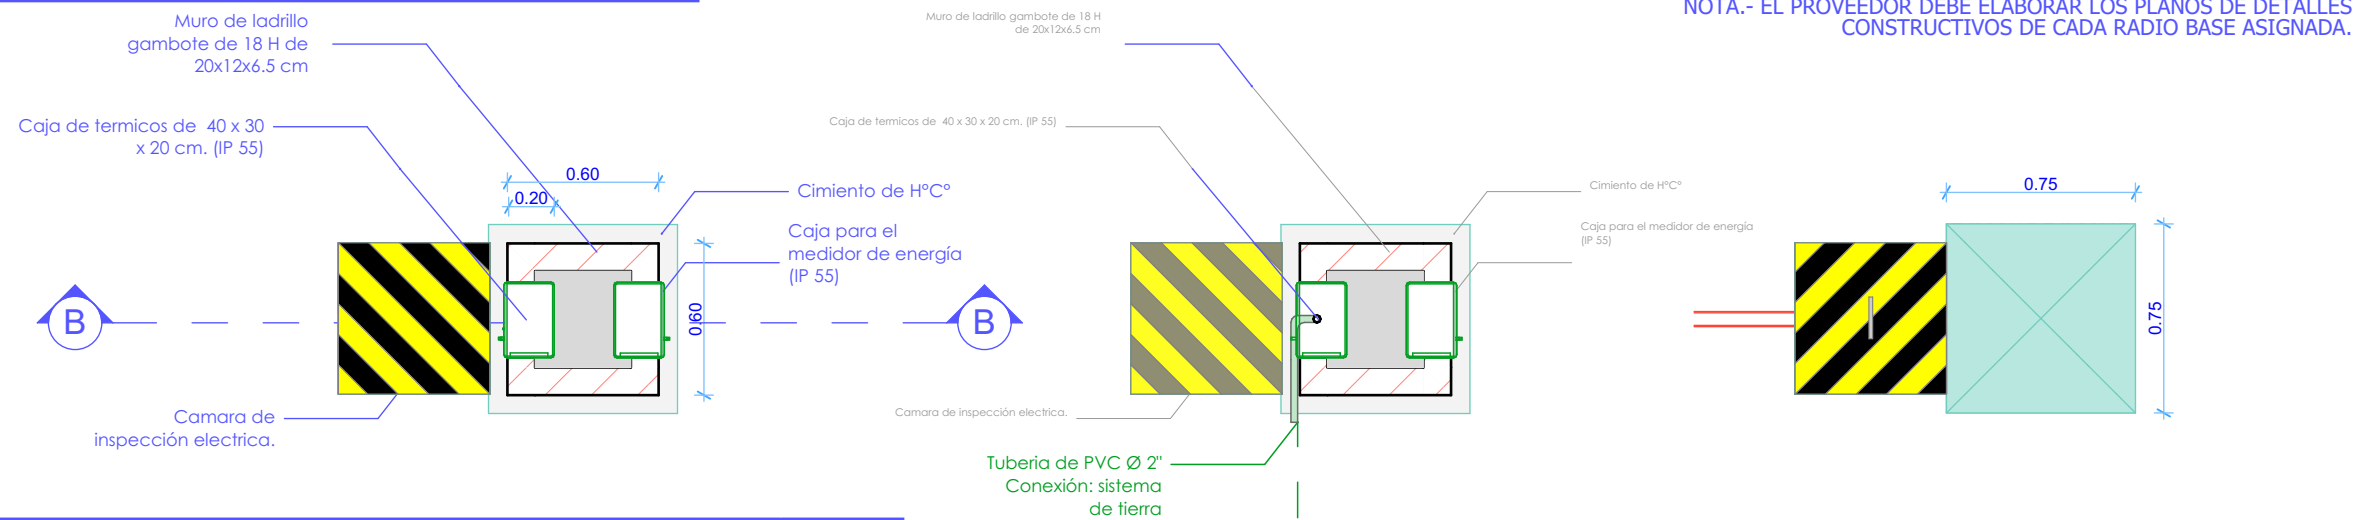 Muro de ladrillo
gambote de 18 H de
20x12x6.5 cm
Caja de termicos de  40 x 30
x 20 cm. (IP 55)
0.60
0.20
Cimiento de H°C°
Caja para el
medidor de energía
(IP 55)
0.60
B
B
Camara de
inspección electrica.
Muro de ladrillo gambote de 18 H
de 20x12x6.5 cm
Caja de termicos de  40 x 30 x 20 cm. (IP 55)
Cimiento de H°C°
Caja para el medidor de energía
(IP 55)
Camara de inspección electrica.
Tuberia de PVC Ø 2"
Conexión: sistema
de tierra
NOTA.- EL PROVEEDOR DEBE ELABORAR LOS PLANOS DE DETALLES
CONSTRUCTIVOS DE CADA RADIO BASE ASIGNADA.
0.75
0.75